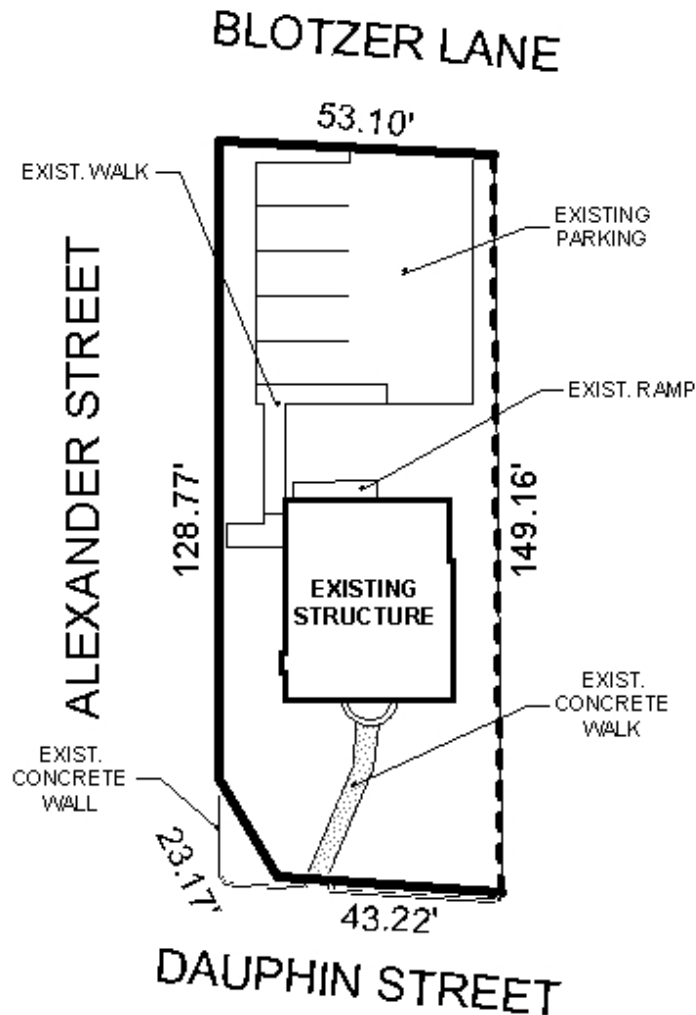 BLOTZER LANE
53.10'
EXIST. WALK
EXISTING
PARKING
ALEXANDER STREET
EXIST. RAMP
128.77'
149.16'
EXISTING
STRUCTURE
EXIST.
CONCRETE
WALK
EXIST.
CONCRETE
WALL
23.17'
43.22'
DAUPHIN STREET